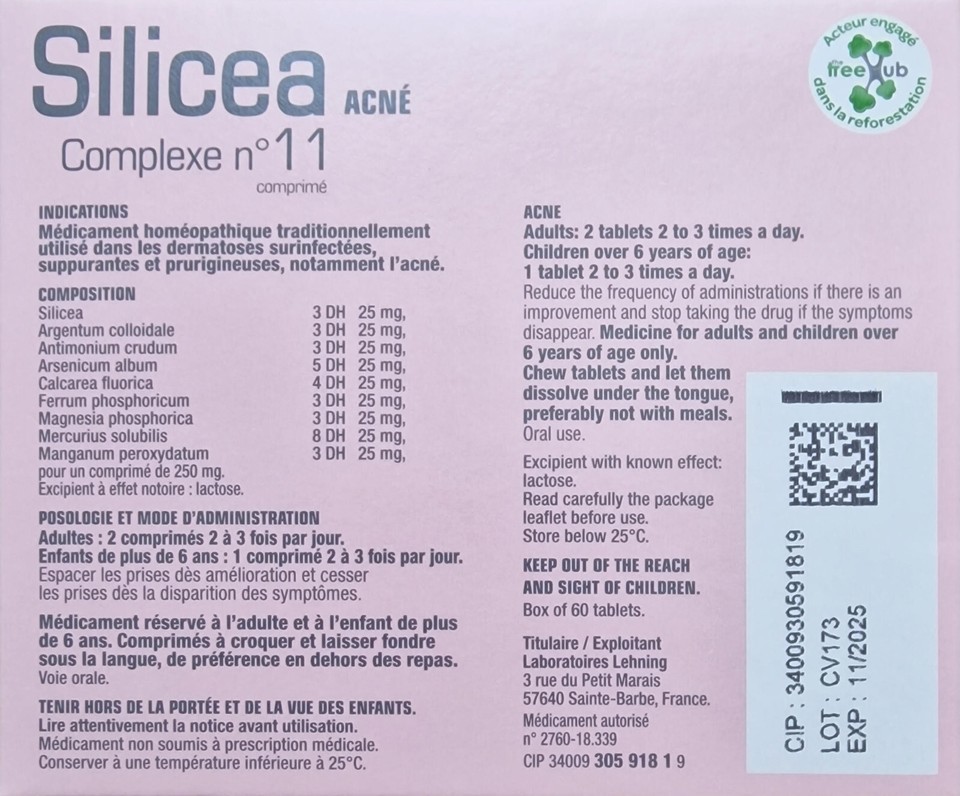 Silicea ACNÉ
Complexe n°11
comprimé
Acteur engagé
the
TreeHub
dans la reforestation
INDICATIONS
Médicament homéopathique traditionnellement
utilisé dans les dermatoses surinfectées,
suppurantes et prurigineuses, notamment l'acné.
COMPOSITION
Silicea 3 DH 25 mg,
Argentum colloidale 3 DH 25 mg,
Antimonium crudum 3 DH 25 mg,
Arsenicum album 5 DH 25 mg,
Calcarea fluorica 4 DH 25 mg,
Ferrum phosphoricum 3 DH 25 mg,
Magnesia phosphorica 3 DH 25 mg,
Mercurius solubilis 8 DH 25 mg,
Manganum peroxydatum 3 DH 25 mg,
pour un comprimé de 250 mg.
Excipient à effet notoire : lactose.
POSOLOGIE ET MODE D'ADMINISTRATION
Adultes : 2 comprimés 2 à 3 fois par jour.
Enfants de plus de 6 ans : 1 comprimé 2 à 3 fois par jour.
Espacer les prises dès amélioration et cesser
les prises dès la disparition des symptômes.
Médicament réservé à l'adulte et à l'enfant de plus
de 6 ans. Comprimés à croquer et laisser fondre
sous la langue, de préférence en dehors des repas.
Voie orale.
TENIR HORS DE LA PORTÉE ET DE LA VUE DES ENFANTS.
Lire attentivement la notice avant utilisation.
Médicament non soumis à prescription médicale.
Conserver à une température inférieure à 25°C.
ACNE
Adults: 2 tablets 2 to 3 times a day.
Children over 6 years of age:
1 tablet 2 to 3 times a day.
Reduce the frequency of administrations if there is an
improvement and stop taking the drug if the symptoms
disappear. Medicine for adults and children over
6 years of age only.
Chew tablets and let them
dissolve under the tongue,
preferably not with meals.
Oral use.
Excipient with known effect:
lactose.
Read carefully the package
leaflet before use.
Store below 25°C.
KEEP OUT OF THE REACH
AND SIGHT OF CHILDREN.
Box of 60 tablets.
Titulaire / Exploitant
Laboratoires Lehning
3 rue du Petit Marais
57640 Sainte-Barbe, France.
Médicament autorisé
n° 2760-18.339
CIP 34009 305 918 1 9
CIP : 3400930591819
LOT : CV173
EXP : 11/2025